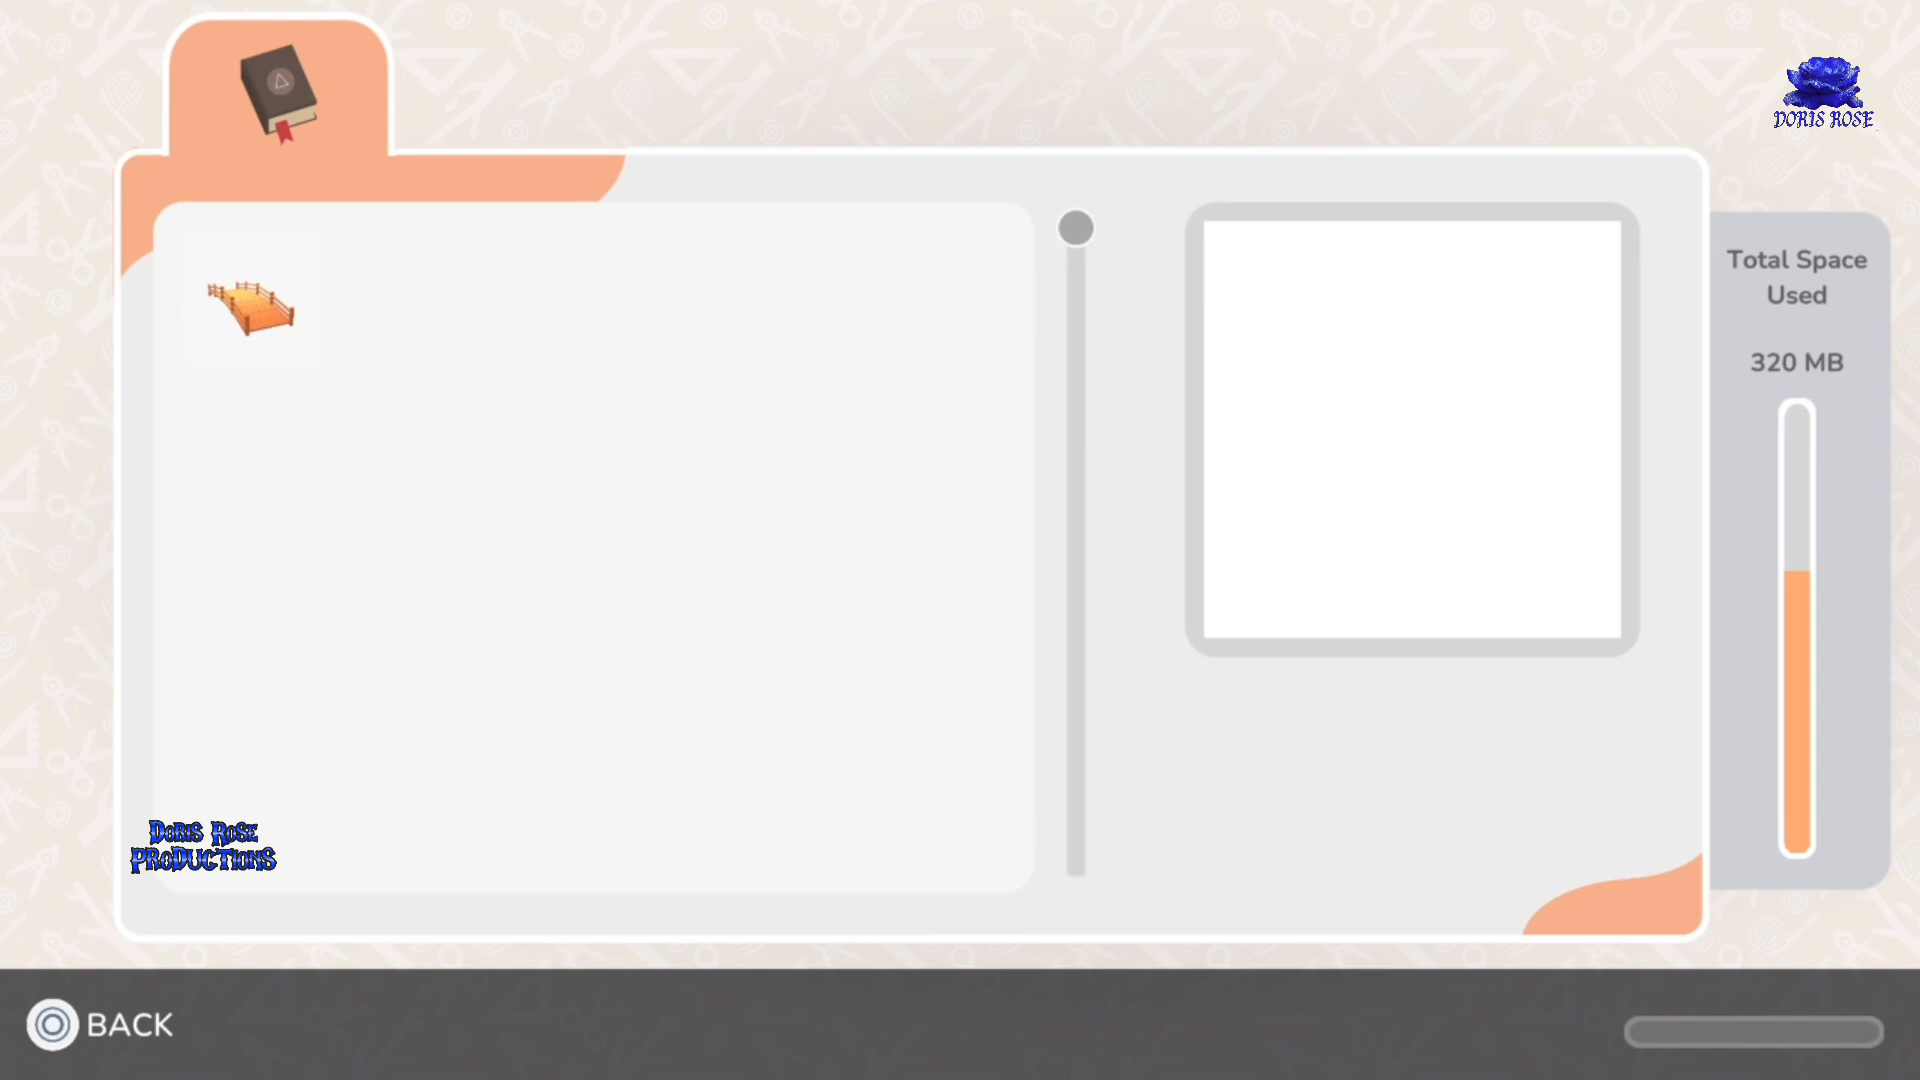 DORIS ROSE
Total Space
Used
320 MB
DORIS ROSE
PRODUCTIONS
BACK